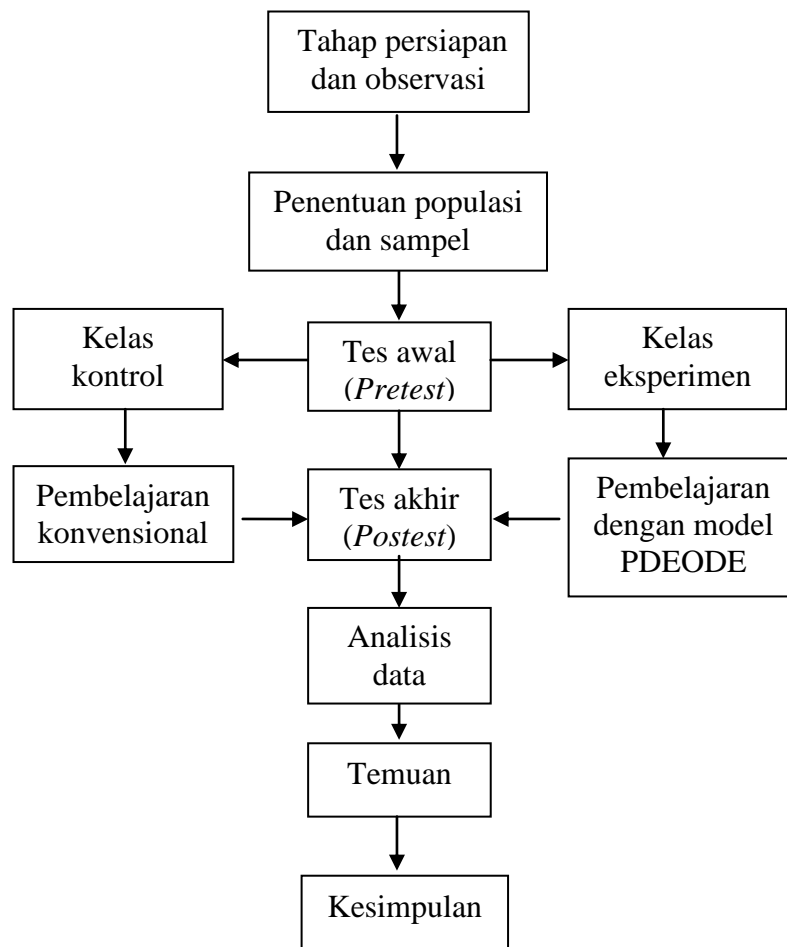 Tahap persiapan
dan observasi
Penentuan populasi
dan sampel
Kelas
kontrol
Tes awal
(Pretest)
Kelas
eksperimen
Pembelajaran
konvensional
Tes akhir
(Postest)
Pembelajaran
dengan model
PDEODE
Analisis
data
Temuan
Kesimpulan